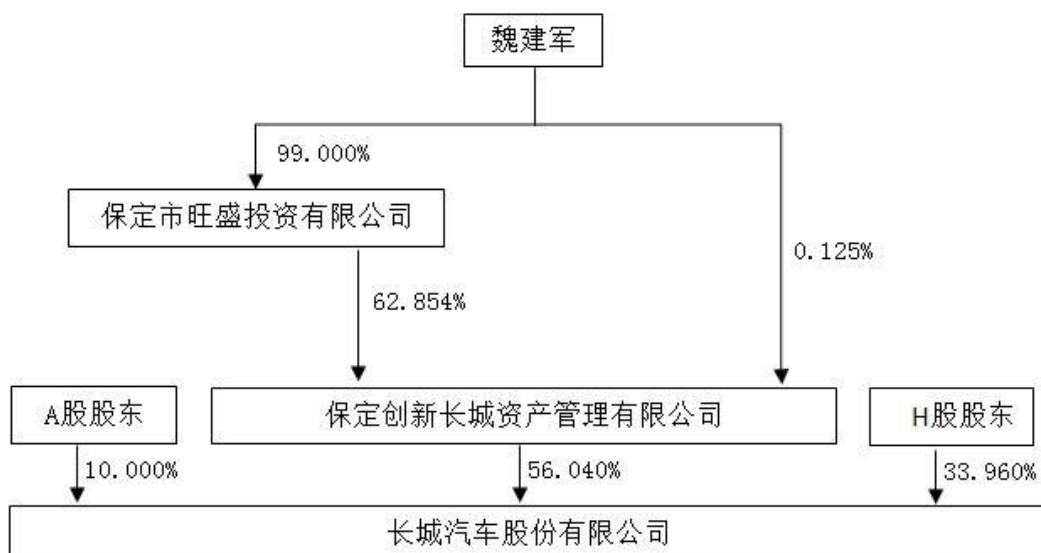 魏建军
99.000%
保定市旺盛投资有限公司
0.125%
62.854%
A股股东
保定创新长城资产管理有限公司
H股股东
10.000%
56.040%
33.960%
长城汽车股份有限公司